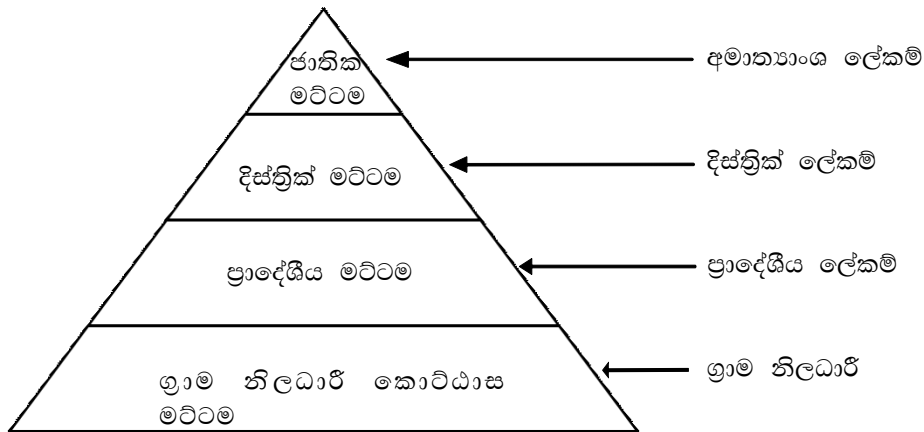 ජාතික
මට්ටම
අමාත්‍යාංශ ලේකම්
දිස්ත්‍රික් මට්ටම
දිස්ත්‍රික් ලේකම්
ප්‍රාදේශීය මට්ටම
ප්‍රාදේශීය ලේකම්
ග්‍රාම නිලධාරී කොට්ඨාස
මට්ටම
ග්‍රාම නිලධාරී